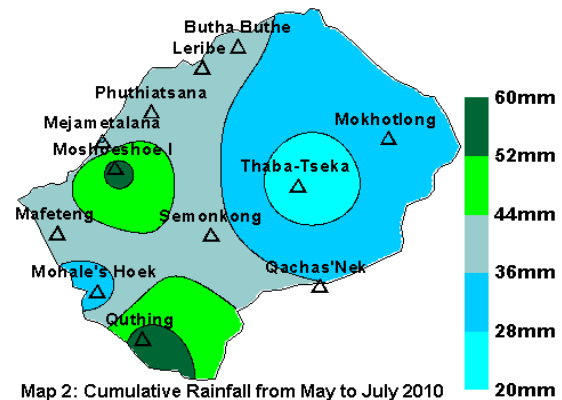 Butha Buthe
Leribe
Phuthiatsana
Mejametalana
Moshoeshoe I
Mokhotlong
Thaba-Tseka
Mafeteng
Semonkong
Mohale's Hoek
Qachas'Nek
Quthing
60mm
52mm
44mm
36mm
28mm
20mm
Map 2: Cumulative Rainfall from May to July 2010